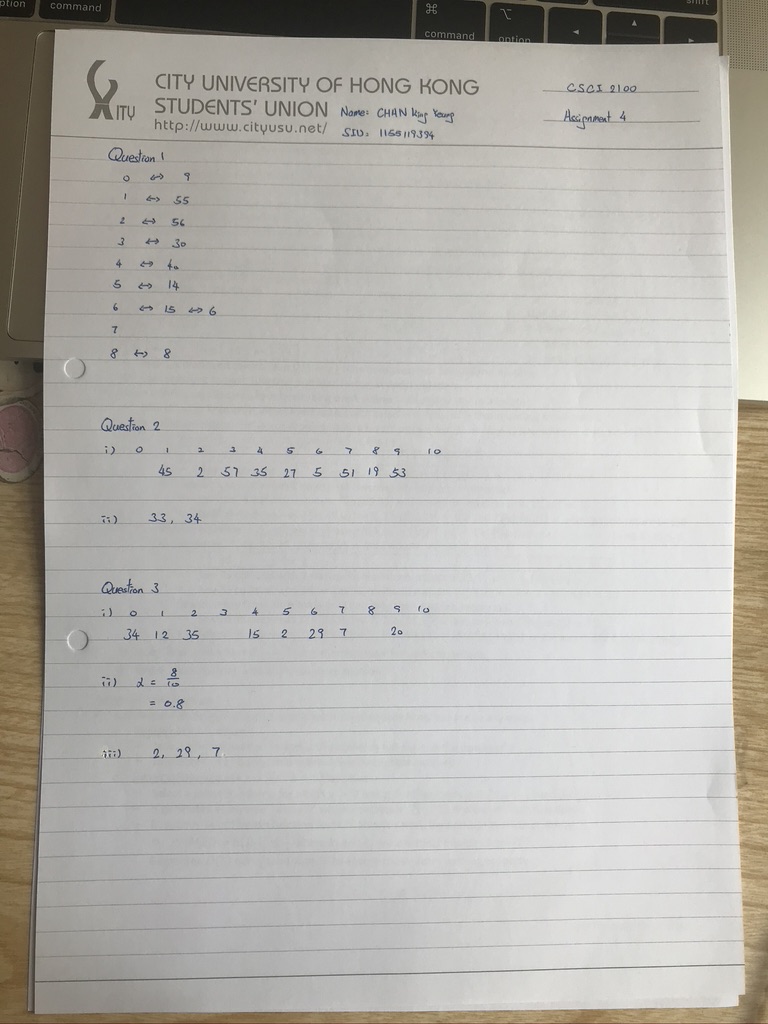 option
command
⌘
command
⌥
option
shift
CITY
CITY UNIVERSITY OF HONG KONG
STUDENTS' UNION
http://www.cityusu.net/
Name: CHAN King Yeung
SID: 1155119394
CSCI 2100
Assignment 4
Question 1
0 ⇔ 9
1 ⇔ 55
2 ⇔ 56
3 ⇔ 30
4 ⇔ 40
5 ⇔ 14
6 ⇔ 15 ⇔ 6
7
8 ⇔ 8
Question 2
i) 0 1 2 3 4 5 6 7 8 9 10
45 2 57 35 27 5 51 19 53
ii) 33, 34
Question 3
i) 0 1 2 3 4 5 6 7 8 9 10
34 12 35 15 2 29 7 20
ii) α = 8/10
= 0.8
iii) 2, 29, 7